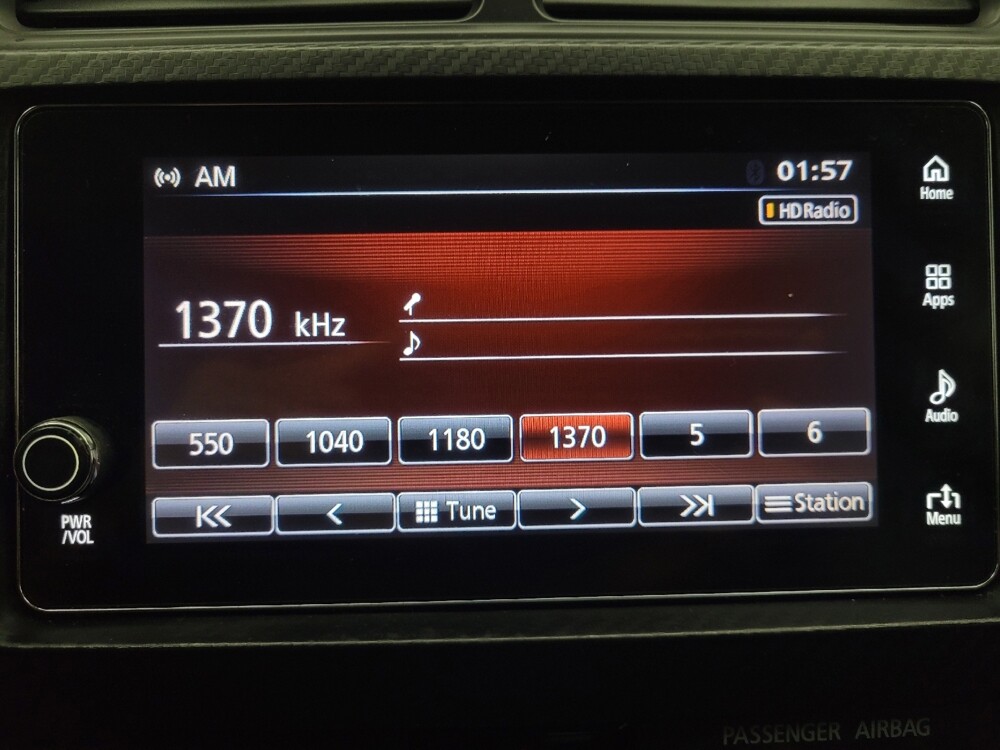 AM
01:57
HD Radio
Home
1370 kHz
Apps
Audio
550 1040 1180 1370 5 6
Tune Station
Menu
PWR
/VOL
PASSENGER AIRBAG